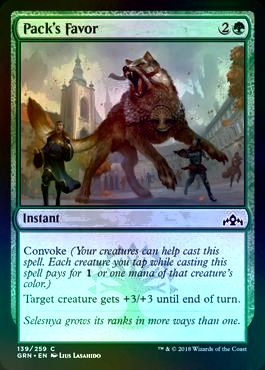 Pack's Favor 2
Instant
Convoke (Your creatures can help cast this
spell. Each creature you tap while casting this
spell pays for 1 or one mana of that creature's
color.)
Target creature gets +3/+3 until end of turn.
Selesnya grows its ranks in more ways than one.
139/259 C
GRN • EN Lius Lasahido
™ & © 2018 Wizards of the Coast